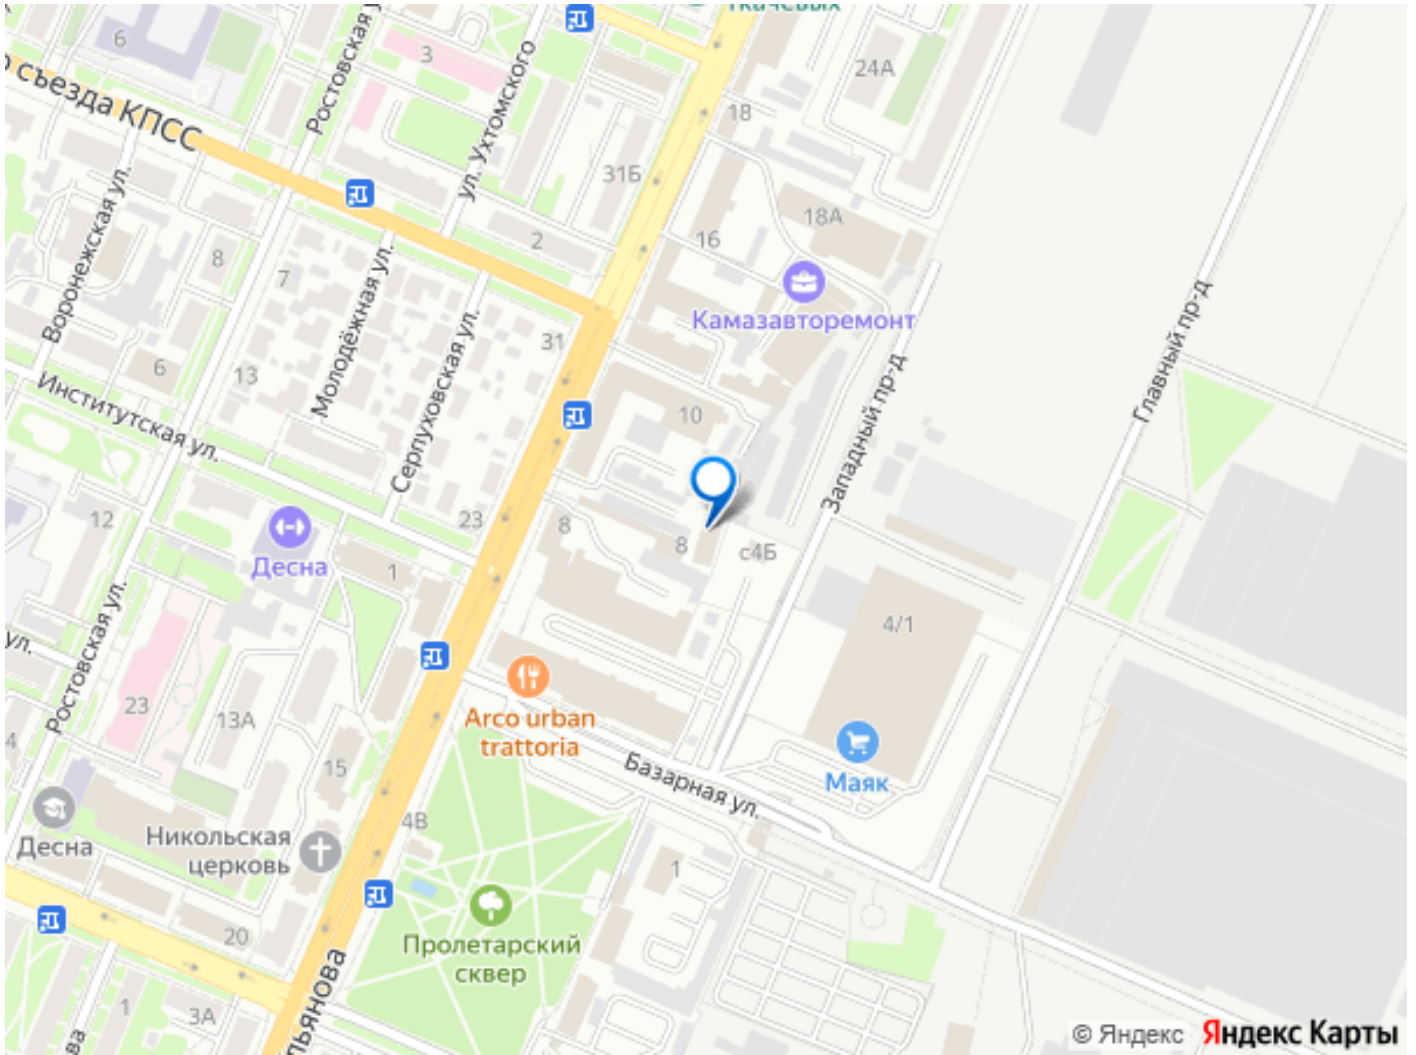 Ткачёвых
6
Ростовская
3
24А
съезда КПСС
ул. Ухтомского
18
31Б
Воронежская ул.
8
7
2
16
18А
Камазавторемонт
Молодёжная ул.
Серпуховская ул.
31
6
13
Институтская ул.
10
Западный пр-д
Главный пр-д
12
Десна
23
1
8
8
с4Б
4/1
ул.
Ростовская ул.
23
13А
Arco urban
trattoria
15
Базарная ул.
Маяк
4В
Десна
Никольская
церковь
1
20
Пролетарский
сквер
1
3А
© Яндекс Яндекс Карты